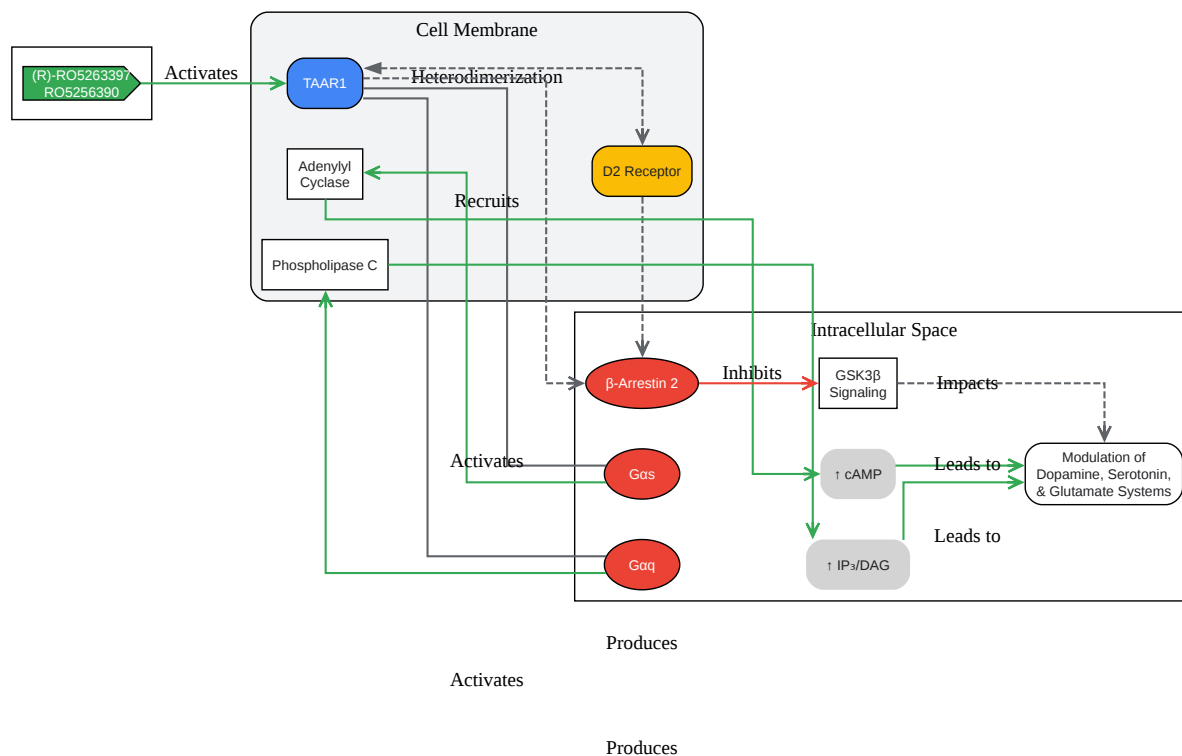 Cell Membrane
(R)-RO5263397
RO5256390
Activates
TAAR1
Heterodimerization
Adenylyl
Cyclase
D2 Receptor
Recruits
Phospholipase C
Intracellular Space
β-Arrestin 2
Inhibits
GSK3β
Signaling
Impacts
Activates
Gαs
↑ cAMP
Leads to
Modulation of
Dopamine, Serotonin,
& Glutamate Systems
Leads to
Gαq
↑ IP₃/DAG
Produces
Activates
Produces